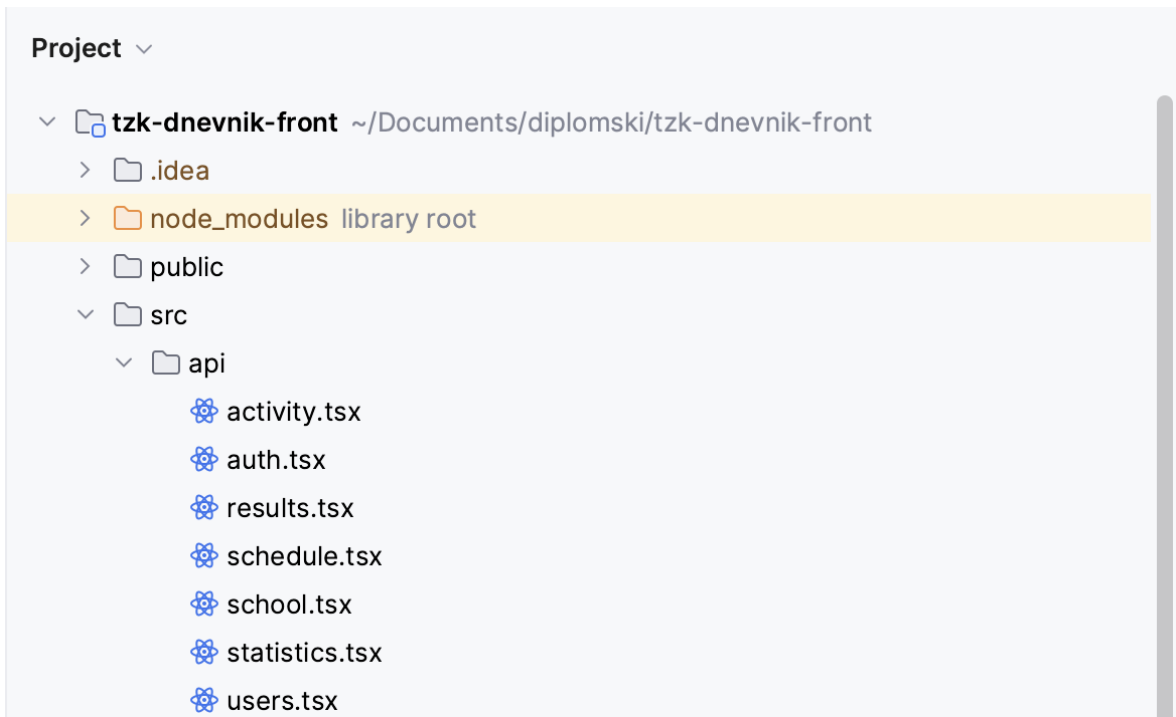 Project
tzk-dnevnik-front ~/Documents/diplomski/tzk-dnevnik-front
.idea
node_modules library root
public
src
api
activity.tsx
auth.tsx
results.tsx
schedule.tsx
school.tsx
statistics.tsx
users.tsx